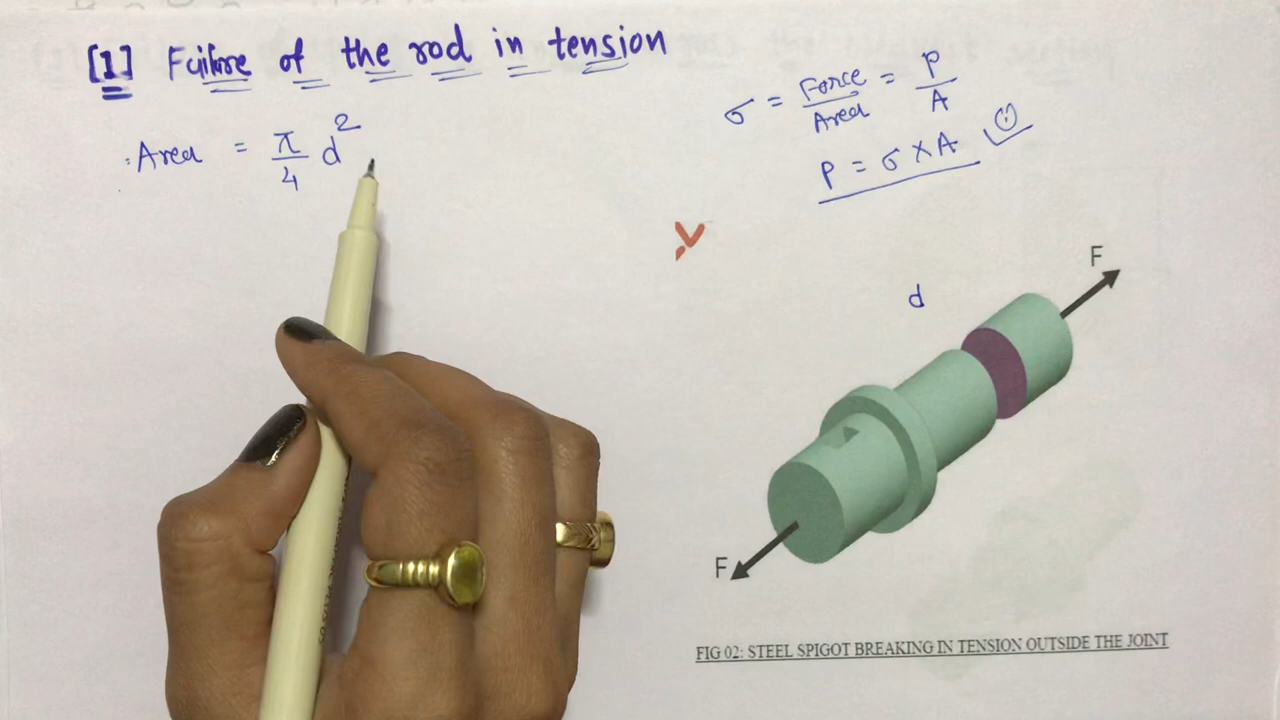 [1] Failure of the rod in tension
Area = π/4 d²
σ = Force/Area = P/A
P = σ × A
d
F
F
FIG 02: STEEL SPIGOT BREAKING IN TENSION OUTSIDE THE JOINT